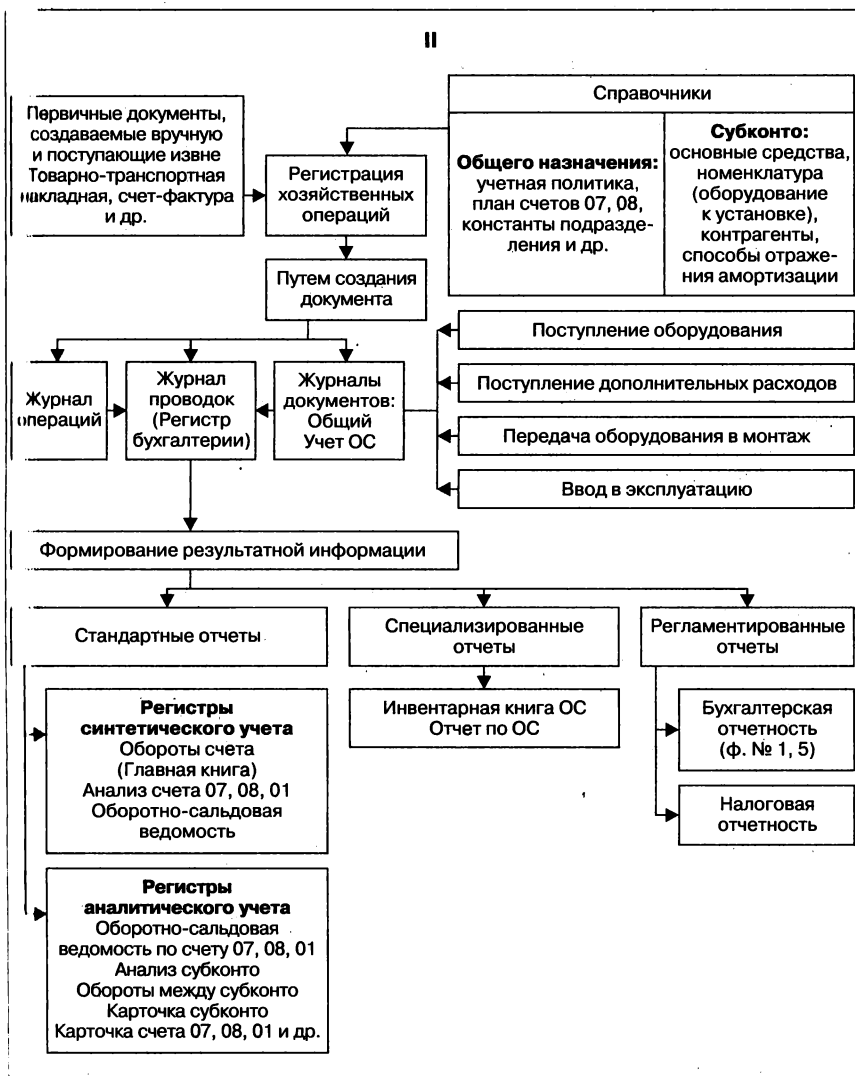 II
Первичные документы,
создаваемые вручную
и поступающие извне
Товарно-транспортная
накладная, счет-фактура
и др.
Регистрация
хозяйственных
операций
Справочники
Общего назначения:
учетная политика,
план счетов 07, 08,
константы подразде-
ления и др.
Субконто:
основные средства,
номенклатура
(оборудование
к установке),
контрагенты,
способы отраже-
ния амортизации
Путем создания
документа
Журнал
операций
Журнал
проводок
(Регистр
бухгалтерии)
Журналы
документов:
Общий
Учет ОС
Поступление оборудования
Поступление дополнительных расходов
Передача оборудования в монтаж
Ввод в эксплуатацию
Формирование результатной информации
Стандартные отчеты
Специализированные
отчеты
Регламентированные
отчеты
Регистры
синтетического учета
Обороты счета
(Главная книга)
Анализ счета 07, 08, 01
Оборотно-сальдовая
ведомость
Инвентарная книга ОС
Отчет по ОС
Бухгалтерская
отчетность
(ф. № 1, 5)
Налоговая
отчетность
Регистры
аналитического учета
Оборотно-сальдовая
ведомость по счету 07, 08, 01
Анализ субконто
Обороты между субконто
Карточка субконто
Карточка счета 07, 08, 01 и др.